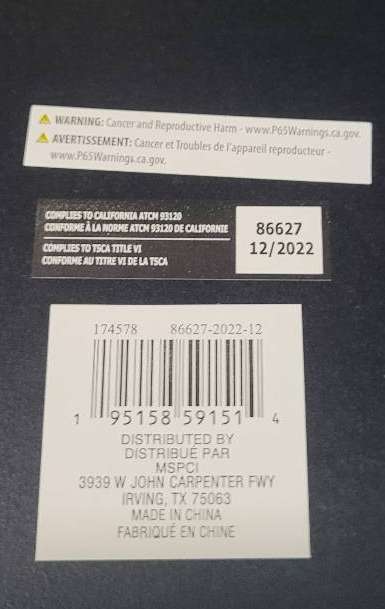 WARNING: Cancer and Reproductive Harm - www.P65Warnings.ca.gov.
AVERTISSEMENT: Cancer et Troubles de l'appareil reproducteur -
www.P65Warnings.ca.gov.
COMPLIES TO CALIFORNIA ATCM 93120
CONFORME À LA NORME ATCM 93120 DE CALIFORNIE
COMPLIES TO TSCA TITLE VI
CONFORME AU TITRE VI DE LA TSCA
86627
12/2022
174578 86627-2022-12
1 95158 59151 4
DISTRIBUTED BY
DISTRIBUÉ PAR
MSPCI
3939 W JOHN CARPENTER FWY
IRVING, TX 75063
MADE IN CHINA
FABRIQUÉ EN CHINE